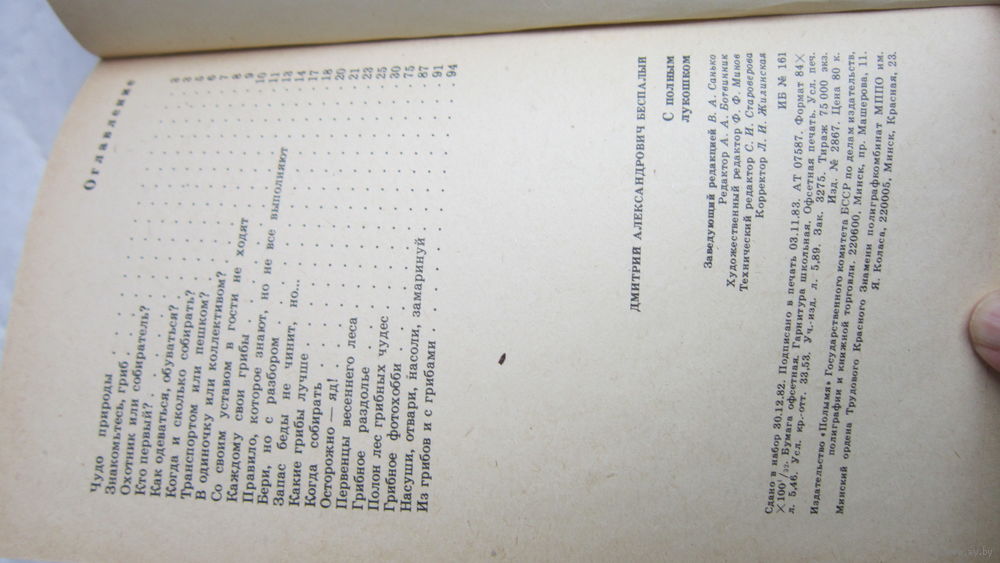 Оглавление
Чудо природы
Знакомьтесь, гриб
Охотник или собиратель?
Кто первый?
Как одеваться, обуваться?
Когда и сколько собирать? 8
Транспортом или пешком? 9
В одиночку или коллективом? 10
Со своим уставом в гости не ходят 11
Каждому свои грибы 13
Правило, которое знают, но не все выполняют 14
Бери, но с разбором 17
Запас беды не чинит, но... 18
Какие грибы лучше 20
Когда собирать 21
Осторожно — яд! 23
Первенцы весеннего леса 25
Грибное раздолье 30
Полон лес грибных чудес 75
Грибное фотохобби 87
Насуши, отвари, насоли, замаринуй 91
Из грибов и с грибами 94
ДМИТРИЙ АЛЕКСАНДРОВИЧ БЕСПАЛЫЙ
С ПОЛНЫМ
ЛУКОШКОМ
Заведующий редакцией В. А. Санько
Редактор А. А. Ботвинник
Художественный редактор Ф. Ф. Минов
Технический редактор С. И. Староверова
Корректор Л. И. Жилинская
ИБ № 161
Сдано в набор 30.12.82. Подписано в печать 03.11.83. АТ 07587. Формат 84×
×100¹/₃₂. Бумага офсетная. Гарнитура школьная. Офсетная печать. Усл. печ.
л. 5,46. Усл. кр.-отт. 33,53. Уч.-изд. л. 5,89. Зак. 3275. Тираж 75 000 экз.
Изд. № 2867. Цена 80 к.
Издательство «Полымя» Государственного комитета БССР по делам издательств,
полиграфии и книжной торговли. 220600, Минск, пр. Машерова, 11.
Минский ордена Трудового Красного Знамени полиграфкомбинат МППО им.
Я. Коласа, 220005, Минск, Красная, 23.